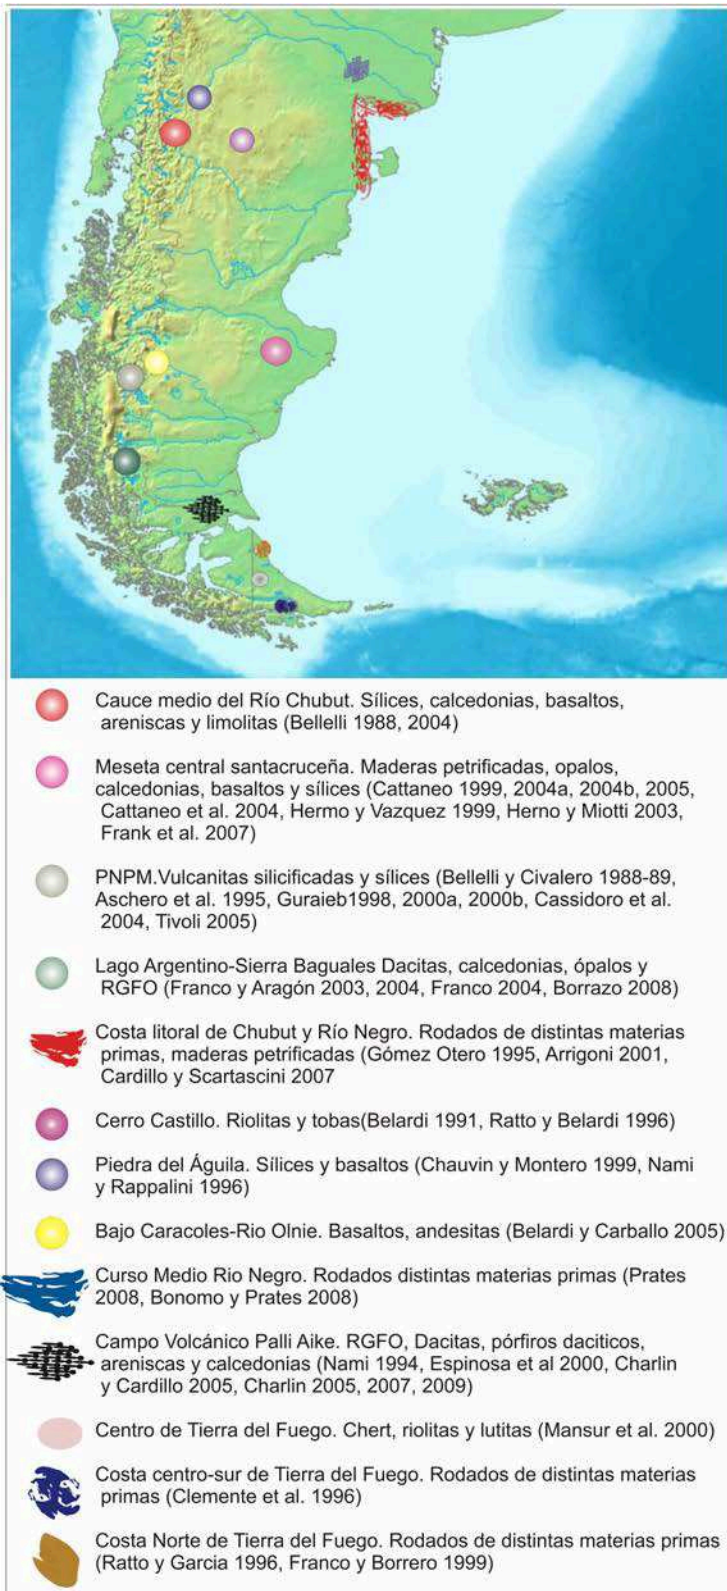 Cauce medio del Río Chubut. Sílices, calcedonias, basaltos,
areniscas y limolitas (Bellelli 1988, 2004)
Meseta central santacruceña. Maderas petrificadas, opalos,
calcedonias, basaltos y sílices (Cattaneo 1999, 2004a, 2004b, 2005,
Cattaneo et al. 2004, Hermo y Vazquez 1999, Herno y Miotti 2003,
Frank et al. 2007)
PNPM.Vulcanitas silicificadas y sílices (Bellelli y Civalero 1988-89,
Aschero et al. 1995, Guraieb1998, 2000a, 2000b, Cassidoro et al.
2004, Tivoli 2005)
Lago Argentino-Sierra Baguales Dacitas, calcedonias, ópalos y
RGFO (Franco y Aragón 2003, 2004, Franco 2004, Borrazo 2008)
Costa litoral de Chubut y Río Negro. Rodados de distintas materias
primas, maderas petrificadas (Gómez Otero 1995, Arrigoni 2001,
Cardillo y Scartascini 2007
Cerro Castillo. Riolitas y tobas(Belardi 1991, Ratto y Belardi 1996)
Piedra del Águila. Sílices y basaltos (Chauvin y Montero 1999, Nami
y Rappalini 1996)
Bajo Caracoles-Rio Olnie. Basaltos, andesitas (Belardi y Carballo 2005)
Curso Medio Rio Negro. Rodados distintas materias primas (Prates
2008, Bonomo y Prates 2008)
Campo Volcánico Palli Aike. RGFO, Dacitas, pórfiros daciticos,
areniscas y calcedonias (Nami 1994, Espinosa et al 2000, Charlin
y Cardillo 2005, Charlin 2005, 2007, 2009)
Centro de Tierra del Fuego. Chert, riolitas y lutitas (Mansur et al. 2000)
Costa centro-sur de Tierra del Fuego. Rodados de distintas materias
primas (Clemente et al. 1996)
Costa Norte de Tierra del Fuego. Rodados de distintas materias primas
(Ratto y Garcia 1996, Franco y Borrero 1999)